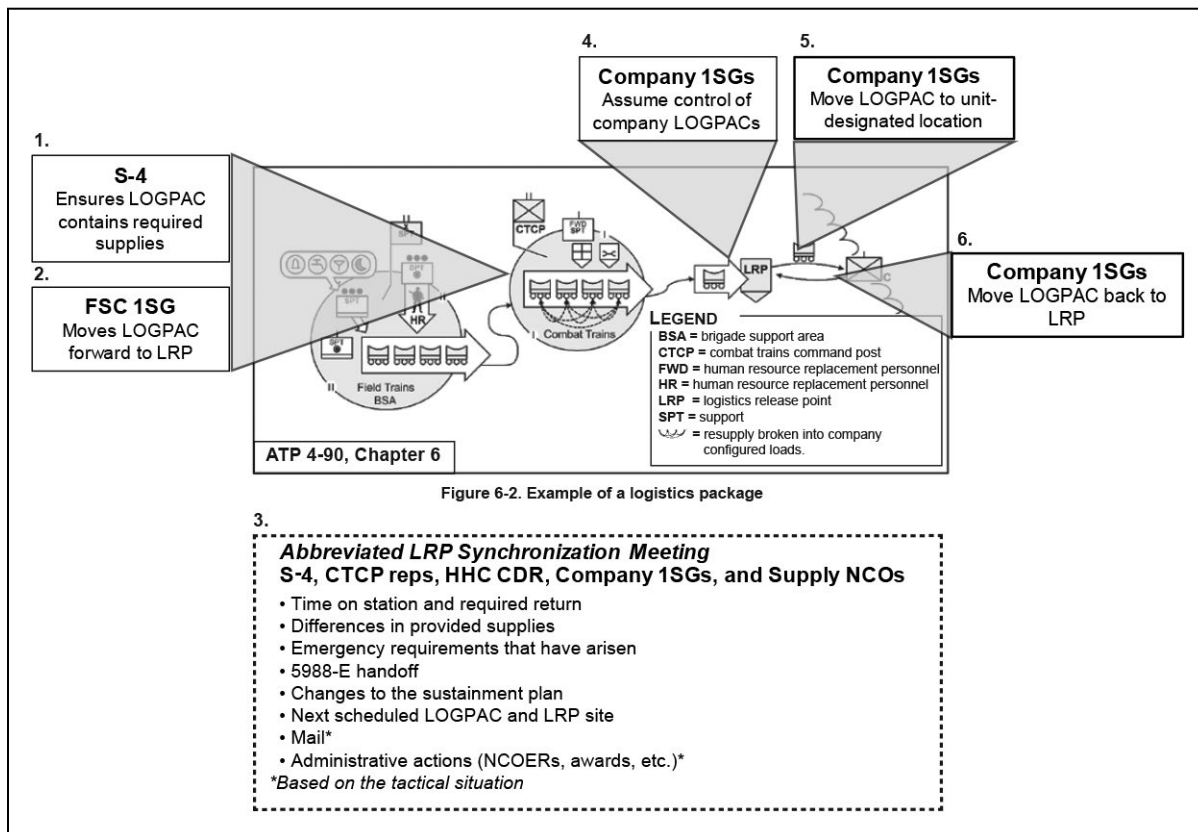 1.
S-4
Ensures LOGPAC
contains required
supplies
2.
FSC 1SG
Moves LOGPAC
forward to LRP
4.
Company 1SGs
Assume control of
company LOGPACs
5.
Company 1SGs
Move LOGPAC to unit-
designated location
6.
Company 1SGs
Move LOGPAC back to
LRP
SPT
SPT
SPT
HR
SPT
II
Field Trains
BSA
II
CTCP
FWD
SPT
I
I
Combat Trains
LRP
C
LEGEND
BSA = brigade support area
CTCP = combat trains command post
FWD = human resource replacement personnel
HR = human resource replacement personnel
LRP = logistics release point
SPT = support
= resupply broken into company
configured loads.
ATP 4-90, Chapter 6
Figure 6-2. Example of a logistics package
3.
Abbreviated LRP Synchronization Meeting
S-4, CTCP reps, HHC CDR, Company 1SGs, and Supply NCOs
• Time on station and required return
• Differences in provided supplies
• Emergency requirements that have arisen
• 5988-E handoff
• Changes to the sustainment plan
• Next scheduled LOGPAC and LRP site
• Mail*
• Administrative actions (NCOERs, awards, etc.)*
*Based on the tactical situation